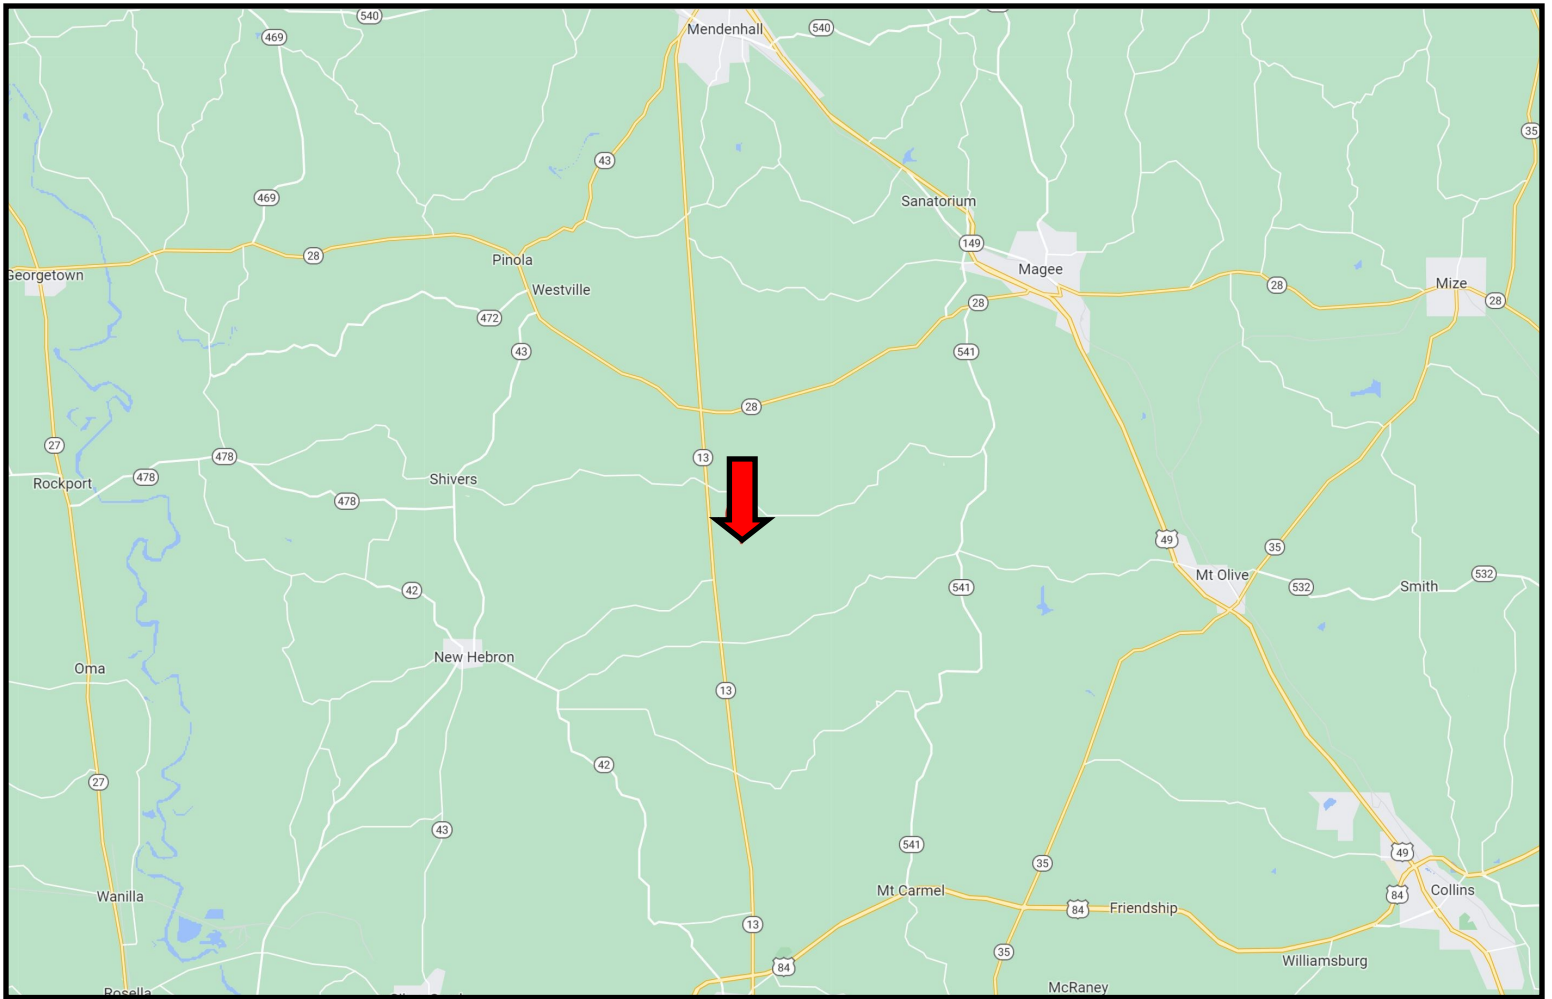 540
Mendenhall
540
469
35
43
469
Sanatorium
149
28
Pinola
Magee
Georgetown
28
Mize
Westville
28
28
472
43
541
28
27
13
478
478
Shivers
Rockport
478
49
35
Mt Olive
532
532
42
541
Smith
New Hebron
Oma
13
42
27
43
541
49
35
Mt Carmel
Collins
84
Wanilla
84
Friendship
13
35
Williamsburg
84
McRaney
Rosella